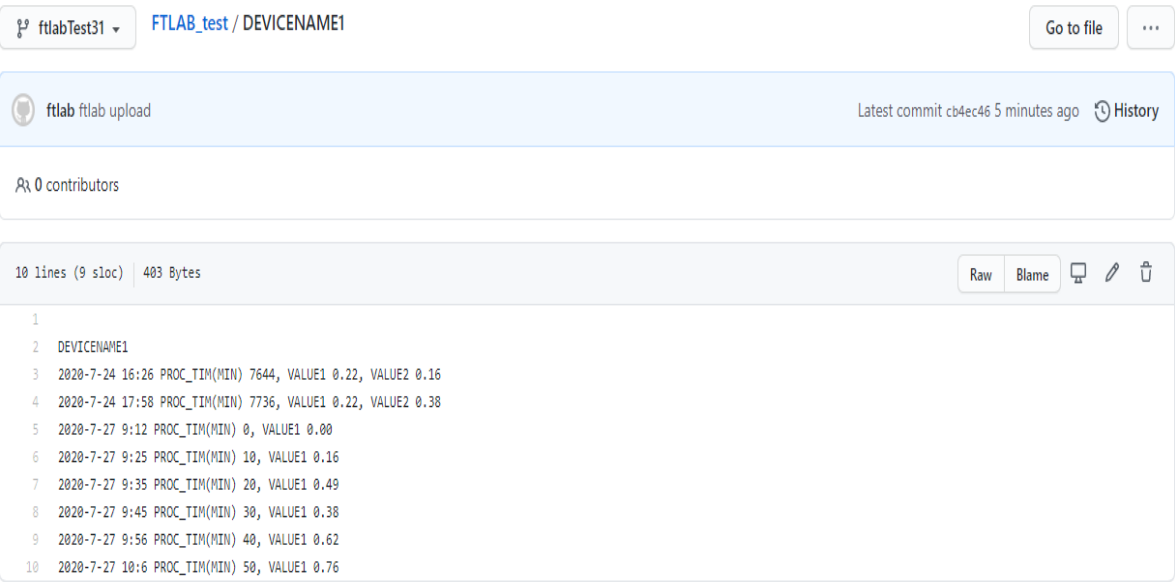 ftlabTest31 FTLAB_test / DEVICENAME1 Go to file ...
ftlab ftlab upload Latest commit cb4ec46 5 minutes ago History
0 contributors
10 lines (9 sloc) 403 Bytes Raw Blame
1
2 DEVICENAME1
3 2020-7-24 16:26 PROC_TIM(MIN) 7644, VALUE1 0.22, VALUE2 0.16
4 2020-7-24 17:58 PROC_TIM(MIN) 7736, VALUE1 0.22, VALUE2 0.38
5 2020-7-27 9:12 PROC_TIM(MIN) 0, VALUE1 0.00
6 2020-7-27 9:25 PROC_TIM(MIN) 10, VALUE1 0.16
7 2020-7-27 9:35 PROC_TIM(MIN) 20, VALUE1 0.49
8 2020-7-27 9:45 PROC_TIM(MIN) 30, VALUE1 0.38
9 2020-7-27 9:56 PROC_TIM(MIN) 40, VALUE1 0.62
10 2020-7-27 10:6 PROC_TIM(MIN) 50, VALUE1 0.76